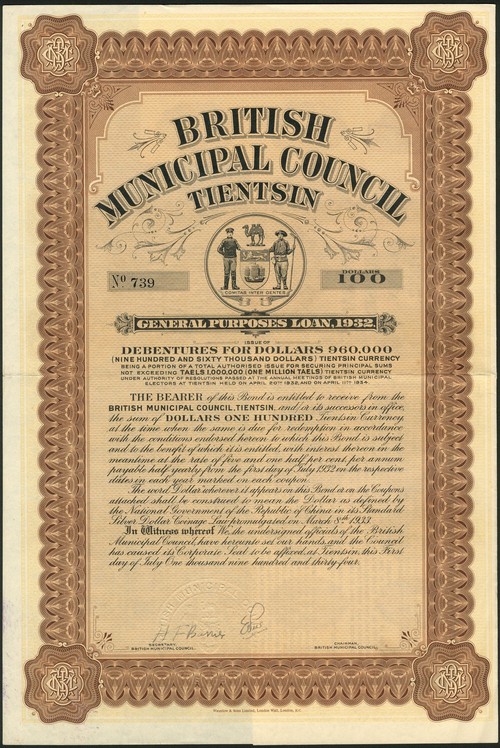 BRITISH
MUNICIPAL COUNCIL
TIENTSIN
COMITAS INTER GENTES
Nº 739
DOLLARS
100
GENERAL PURPOSES LOAN, 1932.
ISSUE OF
DEBENTURES FOR DOLLARS 960,000
(NINE HUNDRED AND SIXTY THOUSAND DOLLARS) TIENTSIN CURRENCY
BEING A PORTION OF A TOTAL AUTHORISED ISSUE FOR SECURING PRINCIPAL SUMS
NOT EXCEEDING TAELS 1,000,000 (ONE MILLION TAELS) TIENTSIN CURRENCY
UNDER AUTHORITY OF RESOLUTIONS PASSED AT THE ANNUAL MEETINGS OF BRITISH MUNICIPAL
ELECTORS AT TIENTSIN HELD ON APRIL 20TH 1932, AND ON APRIL 11TH 1934.
THE BEARER of this Bond is entitled to receive from the
BRITISH MUNICIPAL COUNCIL, TIENTSIN, and/or its successors in office,
the sum of DOLLARS ONE HUNDRED Tientsin Currency,
at the time when the same is due for redemption in accordance
with the conditions endorsed hereon to which this Bond is subject
and to the benefit of which it is entitled, with interest thereon in the
meantime at the rate of five and one half per cent. per annum
payable half-yearly from the first day of July 1932 on the respective
dates in each year marked on each coupon.
The word Dollar wherever it appears on this Bond or on the Coupons
attached shall be construed to mean the Dollar as defined by
the National Government of the Republic of China in its Standard
Silver Dollar Coinage Law promulgated on March 8th 1933.
In Witness whereof We, the undersigned officials of the British
Municipal Council, have hereunto set our hands, and the Council
has caused its Corporate Seal to be affixed, at Tientsin, this First
day of July One thousand nine hundred and thirty-four.
SECRETARY,
BRITISH MUNICIPAL COUNCIL.
CHAIRMAN,
BRITISH MUNICIPAL COUNCIL.